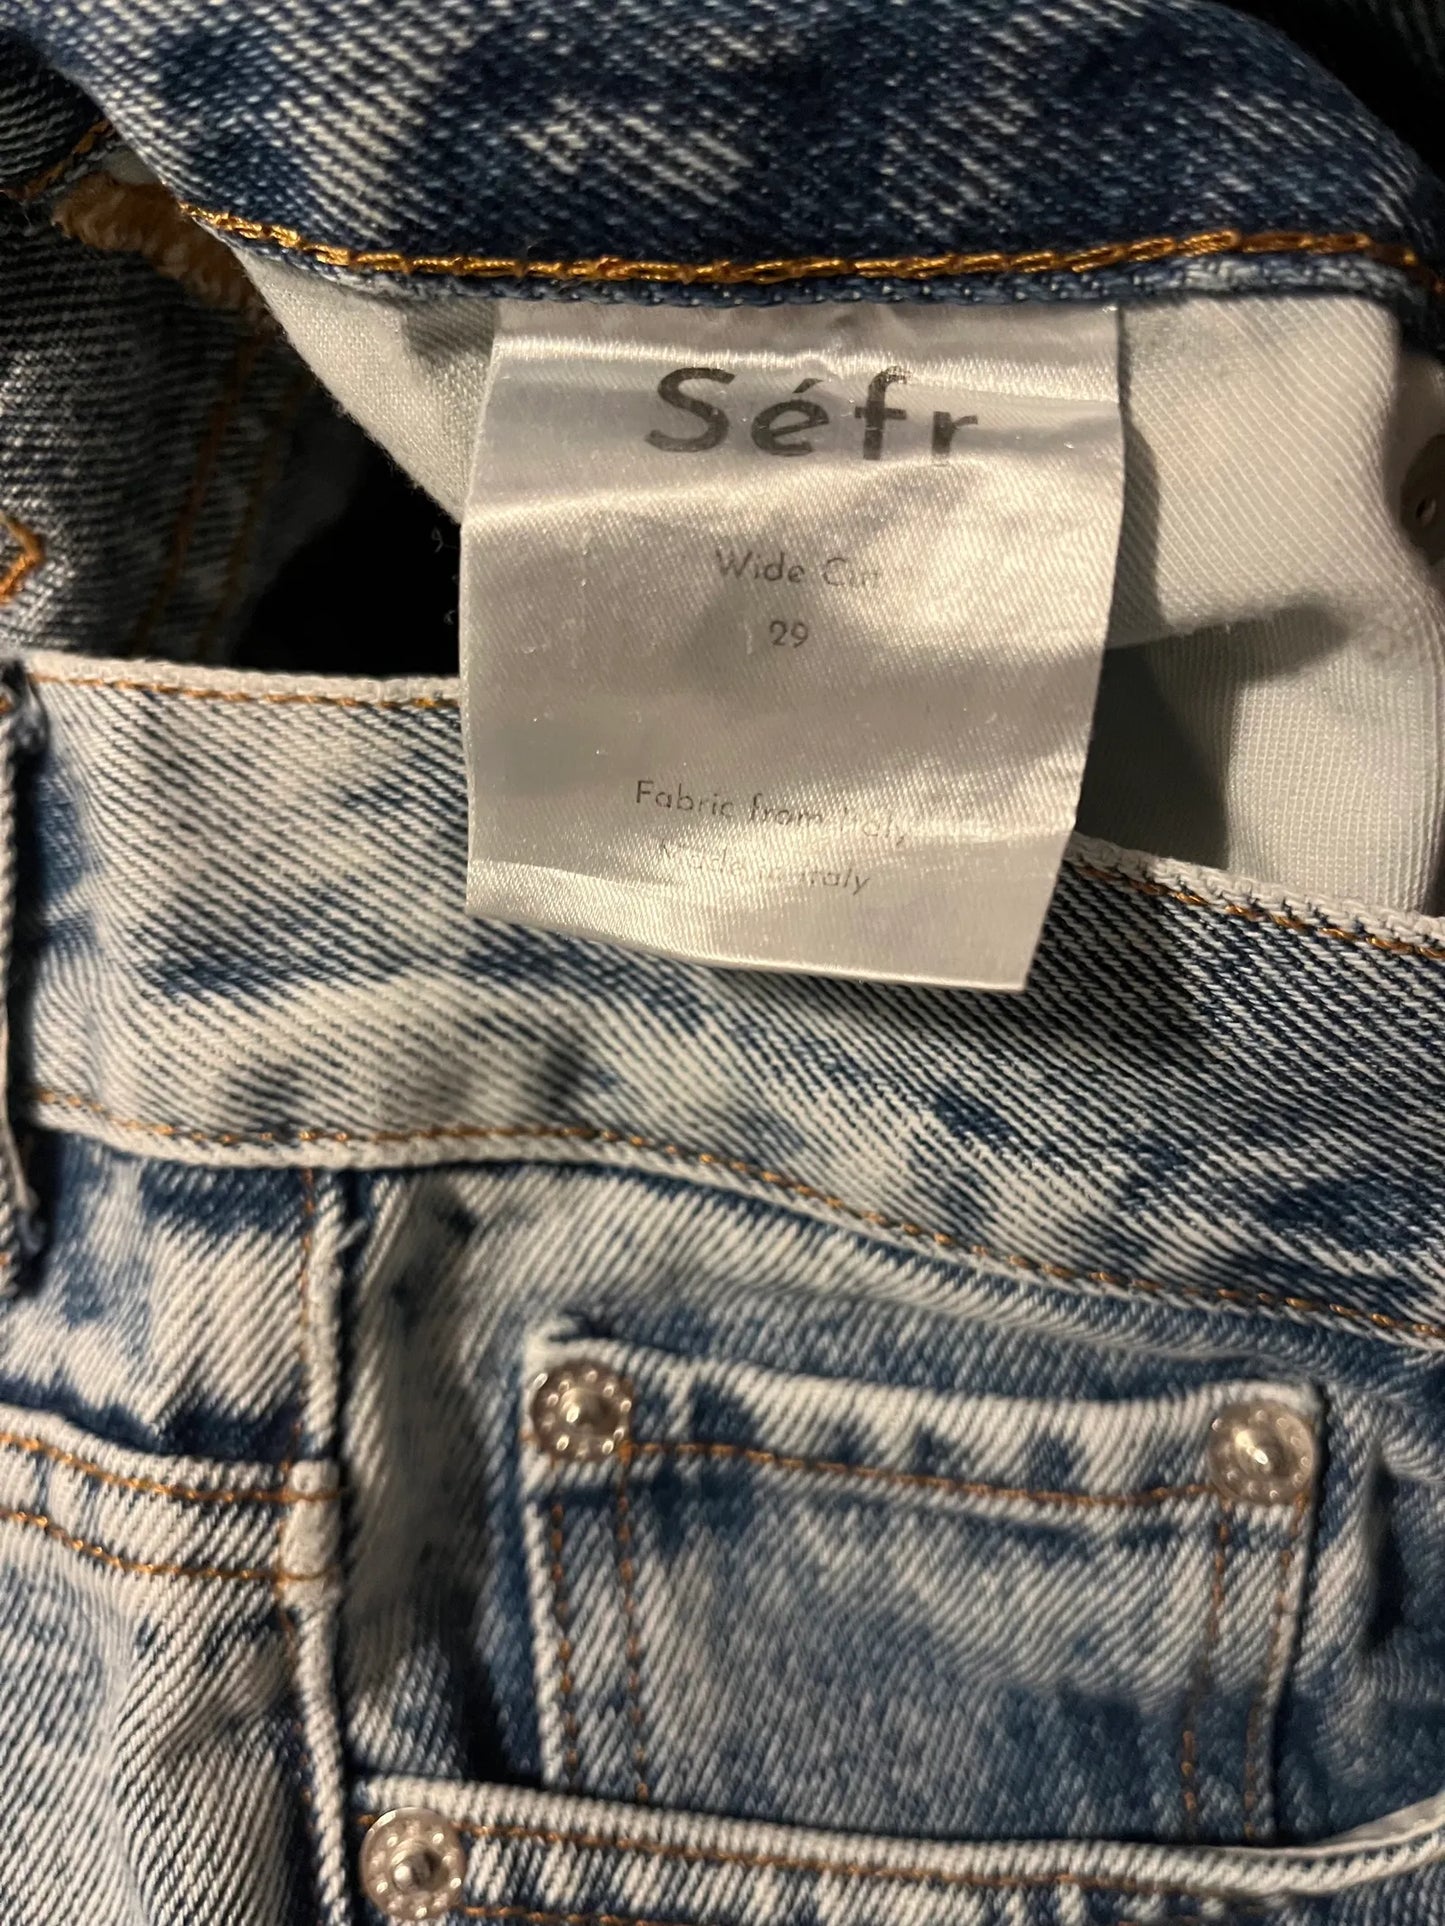 Séfr
Wide Cut
29
Fabric from Italy
Made in Italy